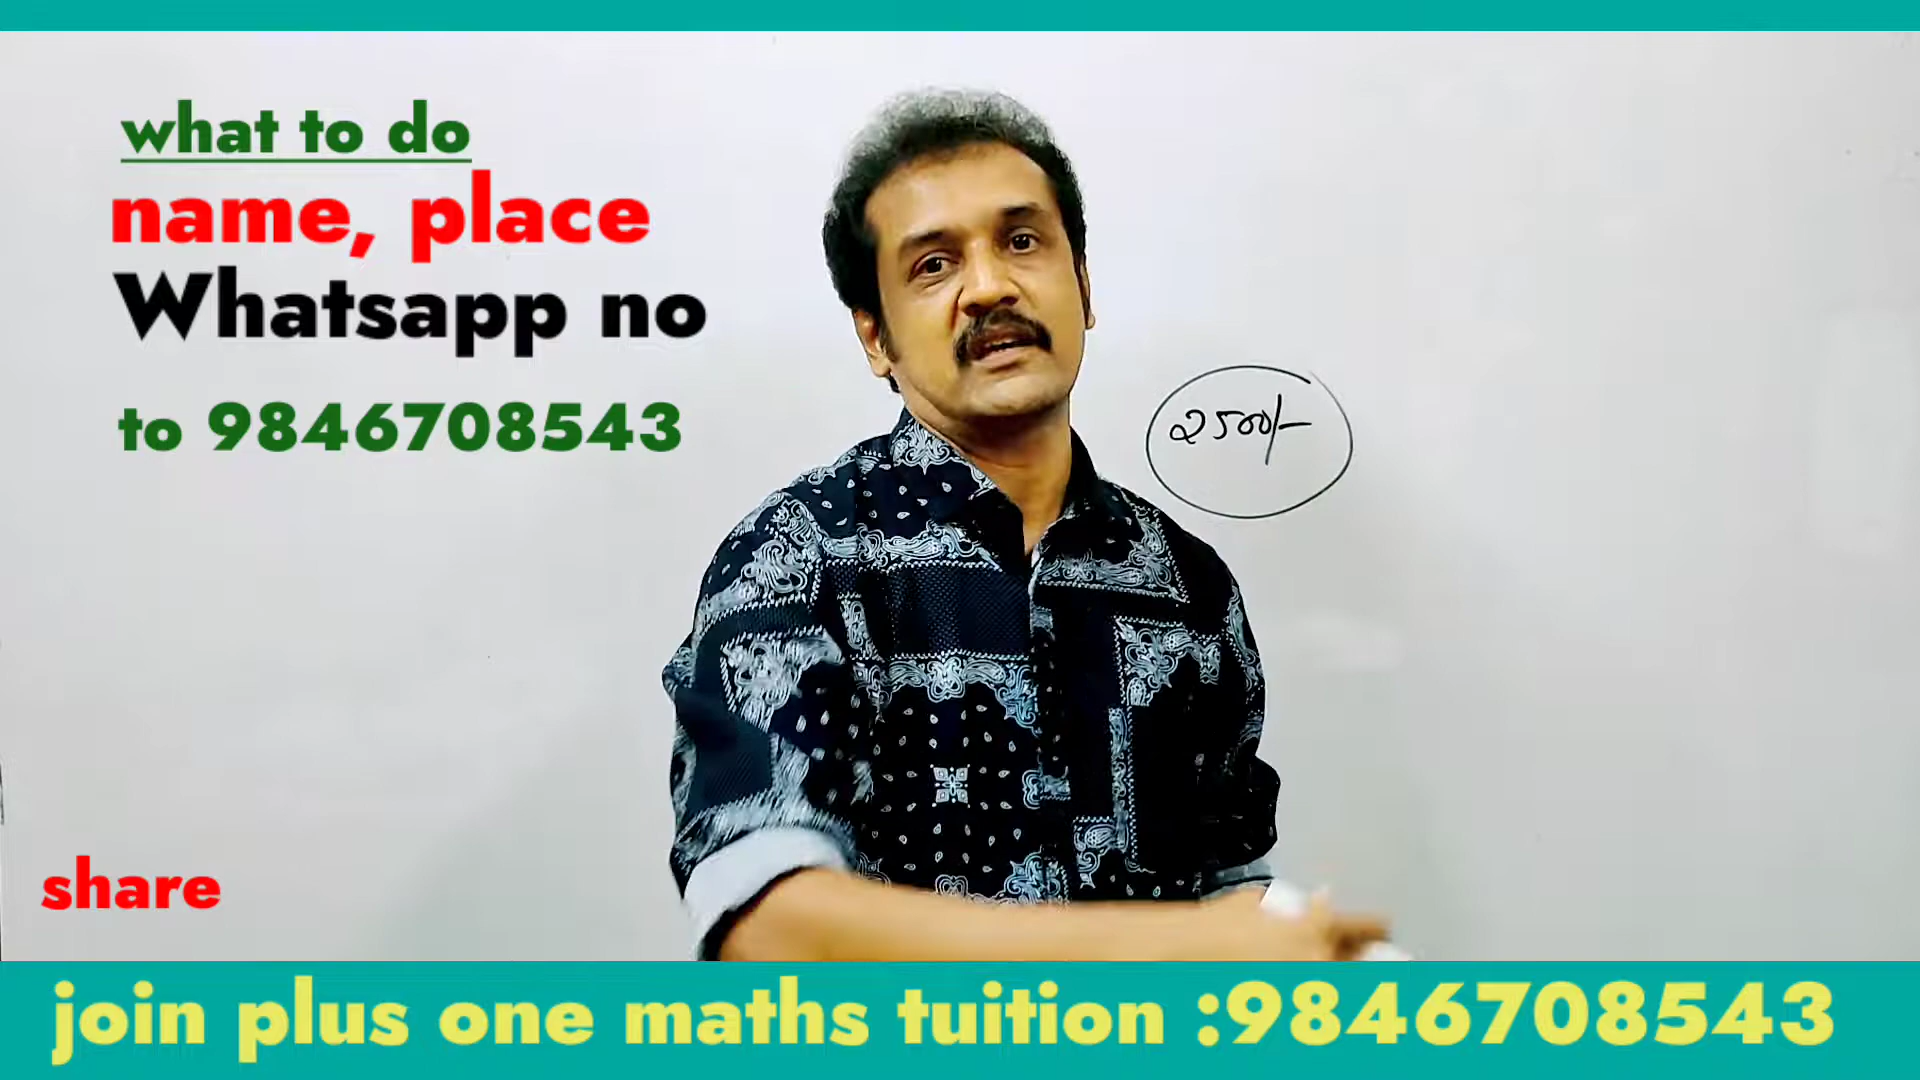 what to do
name, place
Whatsapp no
to 9846708543
2500/-
share
join plus one maths tuition :9846708543